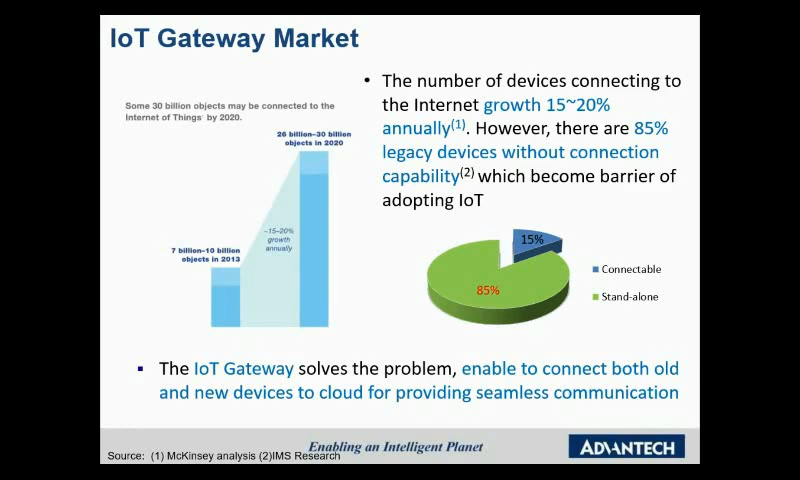 IoT Gateway Market
Some 30 billion objects may be connected to the
Internet of Things by 2020.
26 billion–30 billion
objects in 2020
~15–20%
growth
annually
7 billion–10 billion
objects in 2013
• The number of devices connecting to
the Internet growth 15~20%
annually(1). However, there are 85%
legacy devices without connection
capability(2) which become barrier of
adopting IoT
15%
85%
Connectable
Stand-alone
▪ The IoT Gateway solves the problem, enable to connect both old
and new devices to cloud for providing seamless communication
Enabling an Intelligent Planet
ADVANTECH
Source: (1) McKinsey analysis (2)IMS Research